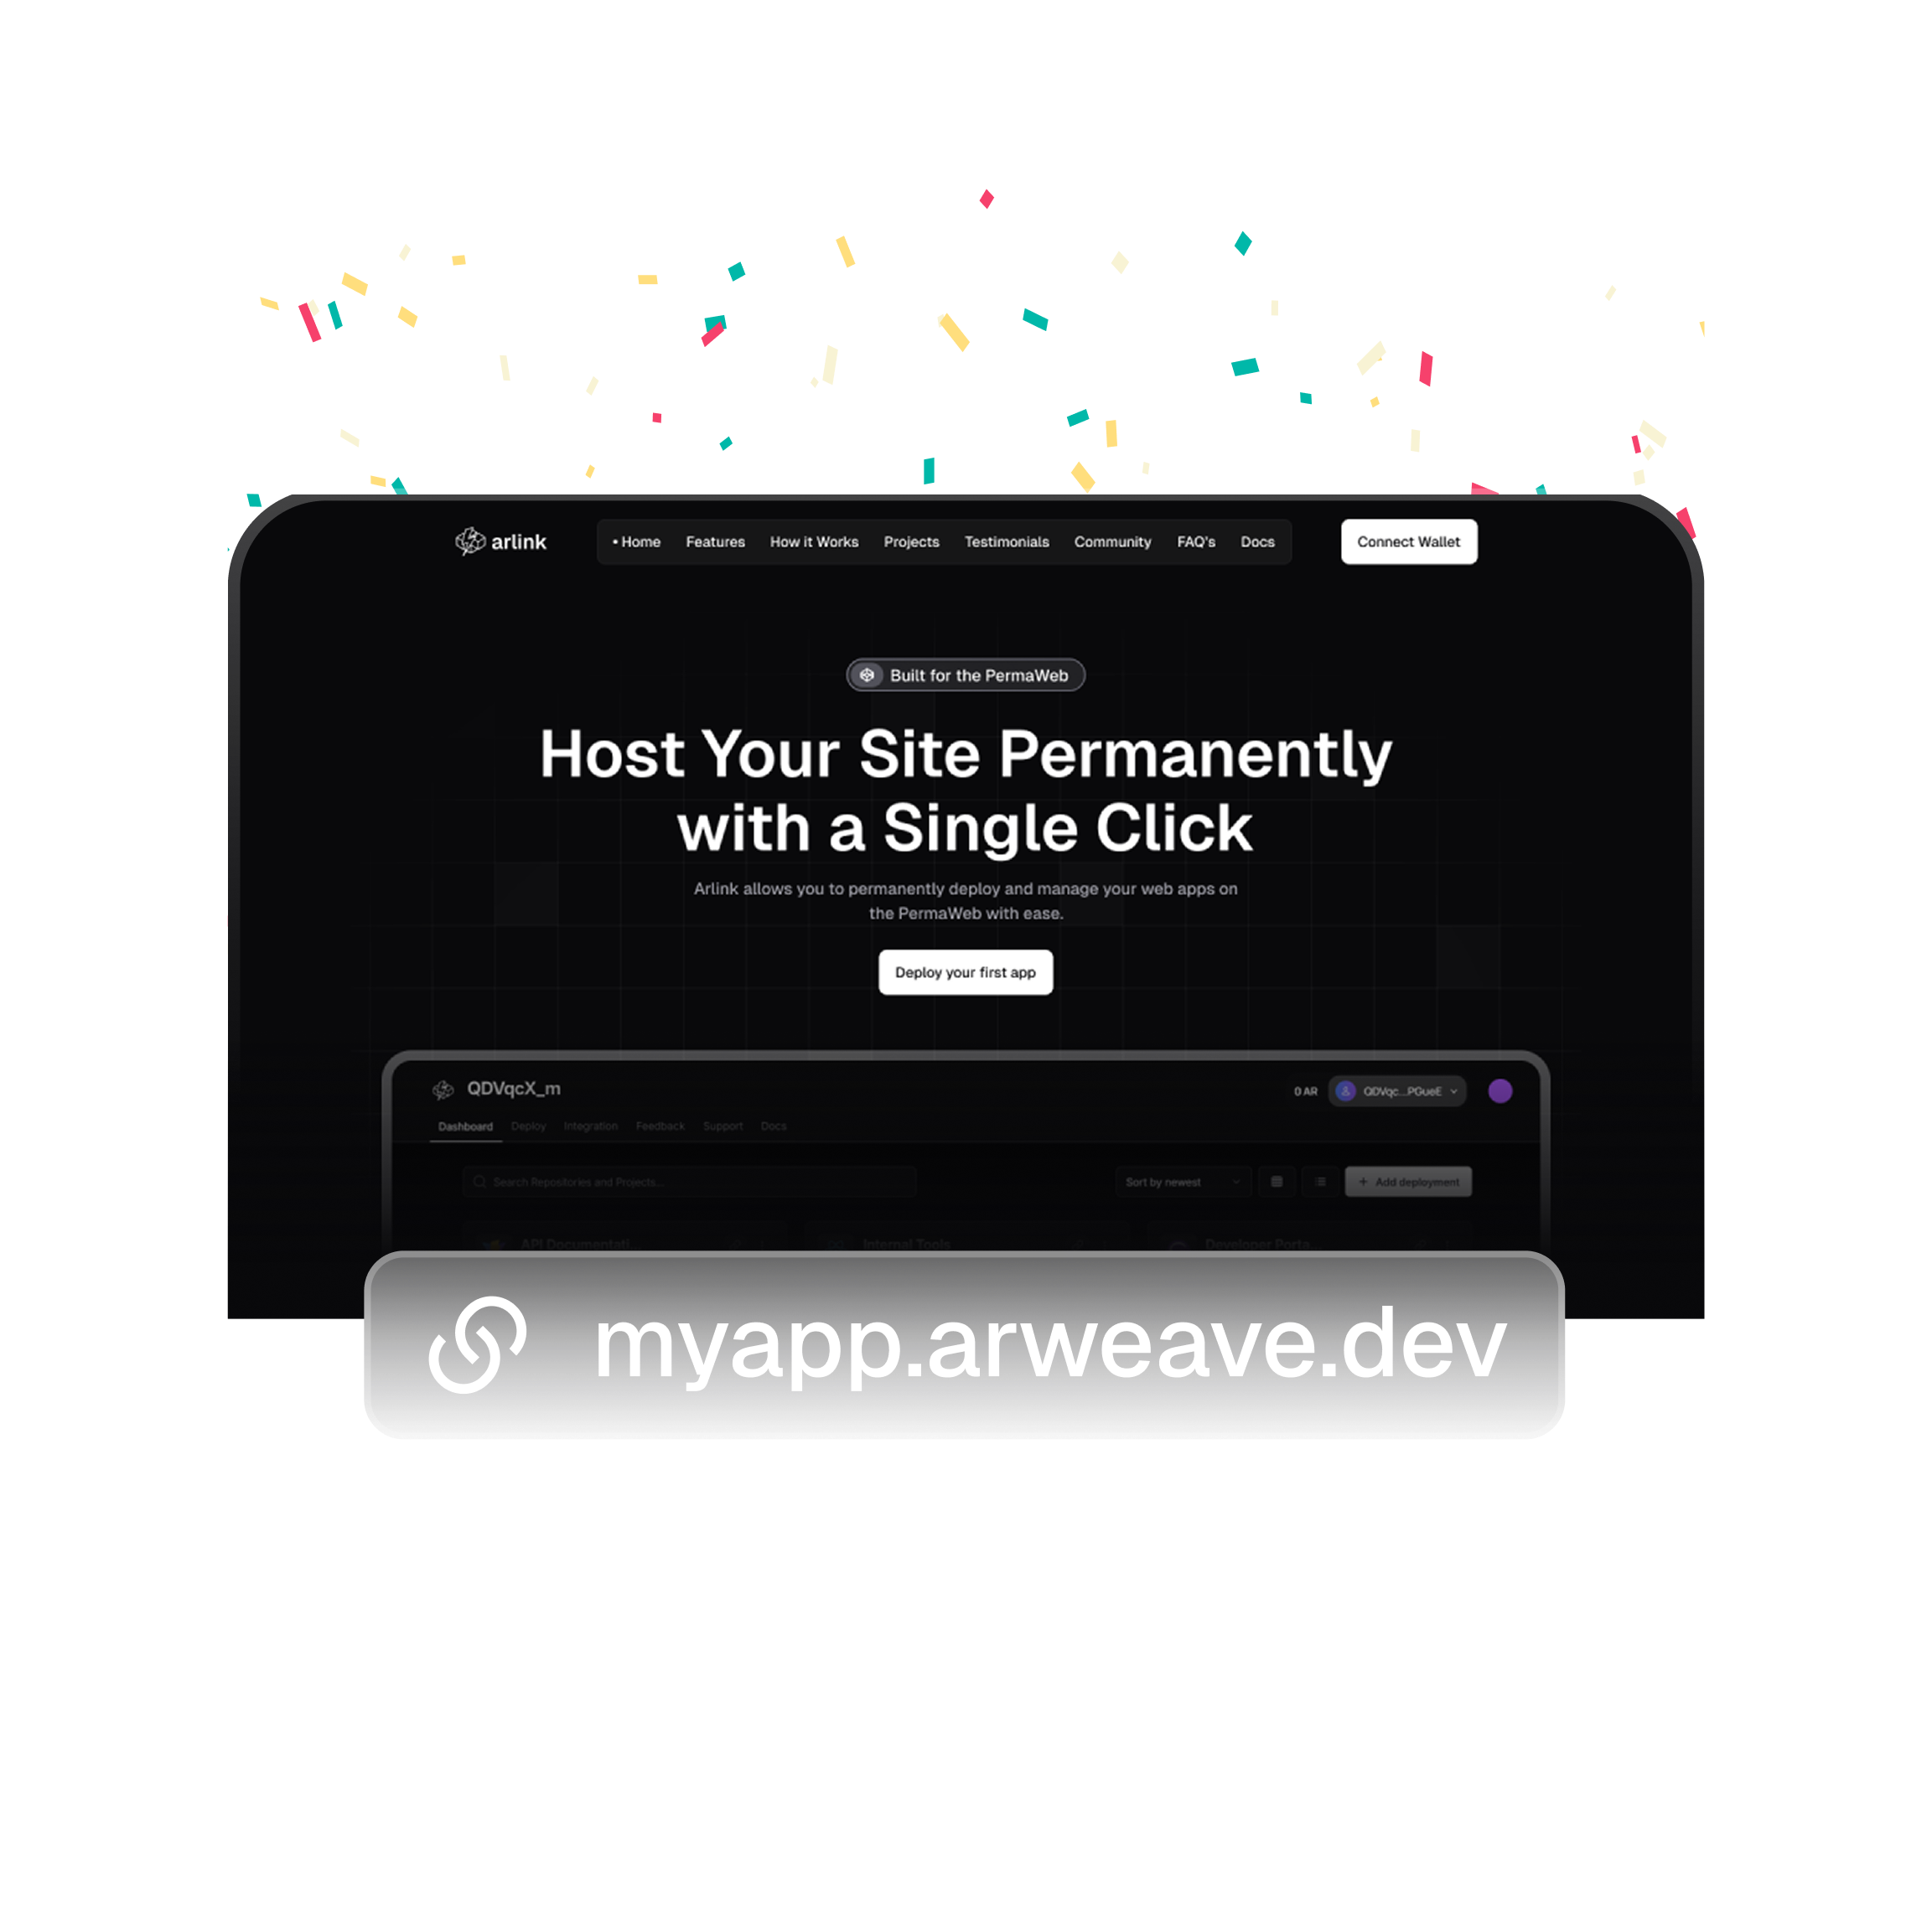 arlink
• Home Features How it Works Projects Testimonials Community FAQ's Docs
Connect Wallet
Built for the PermaWeb
Host Your Site Permanently
with a Single Click
Arlink allows you to permanently deploy and manage your web apps on
the PermaWeb with ease.
Deploy your first app
QDVqcX_m
0 AR
QDVqc...PGueE
Dashboard Deploy Integration Feedback Support Docs
Search Repositories and Projects...
Sort by newest
+ Add deployment
API Documentati...
Internal Tools
Developer Porta...
myapp.arweave.dev